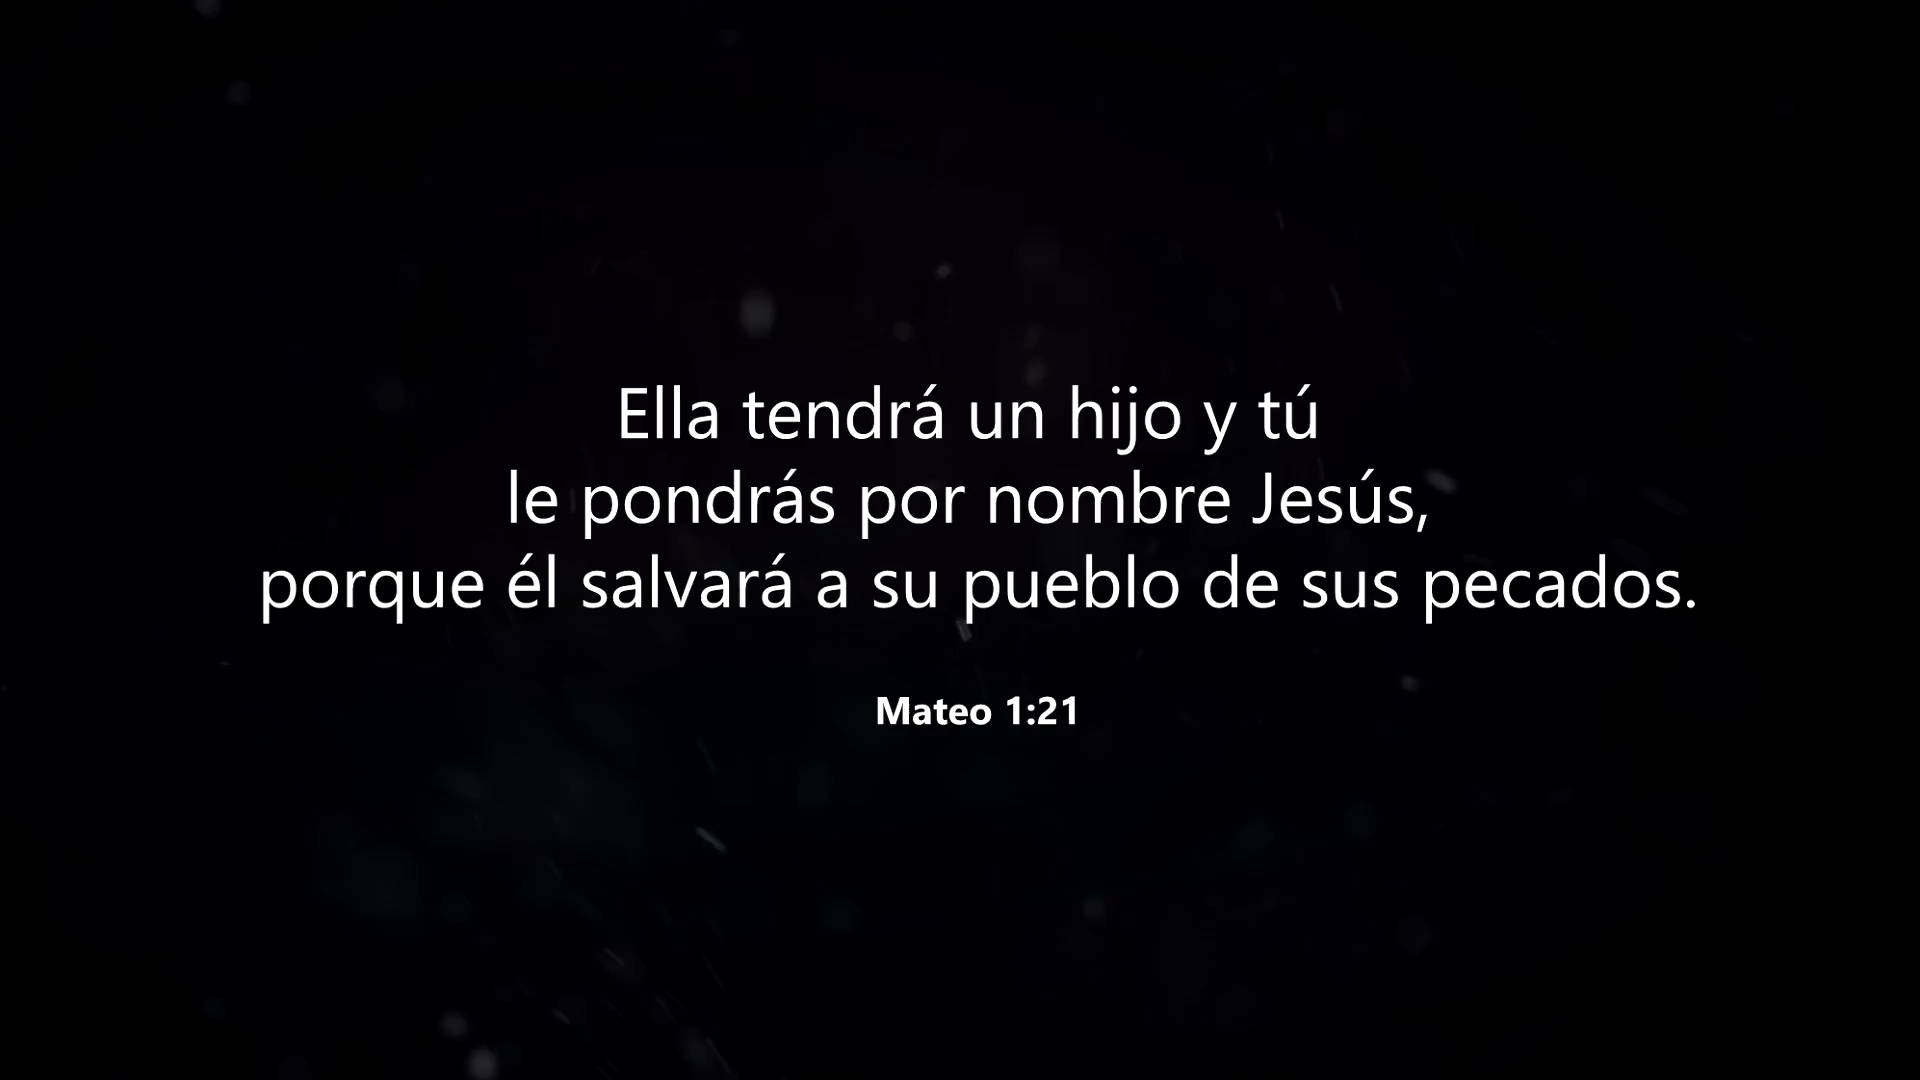 Ella tendrá un hijo y tú
le pondrás por nombre Jesús,
porque él salvará a su pueblo de sus pecados.
Mateo 1:21